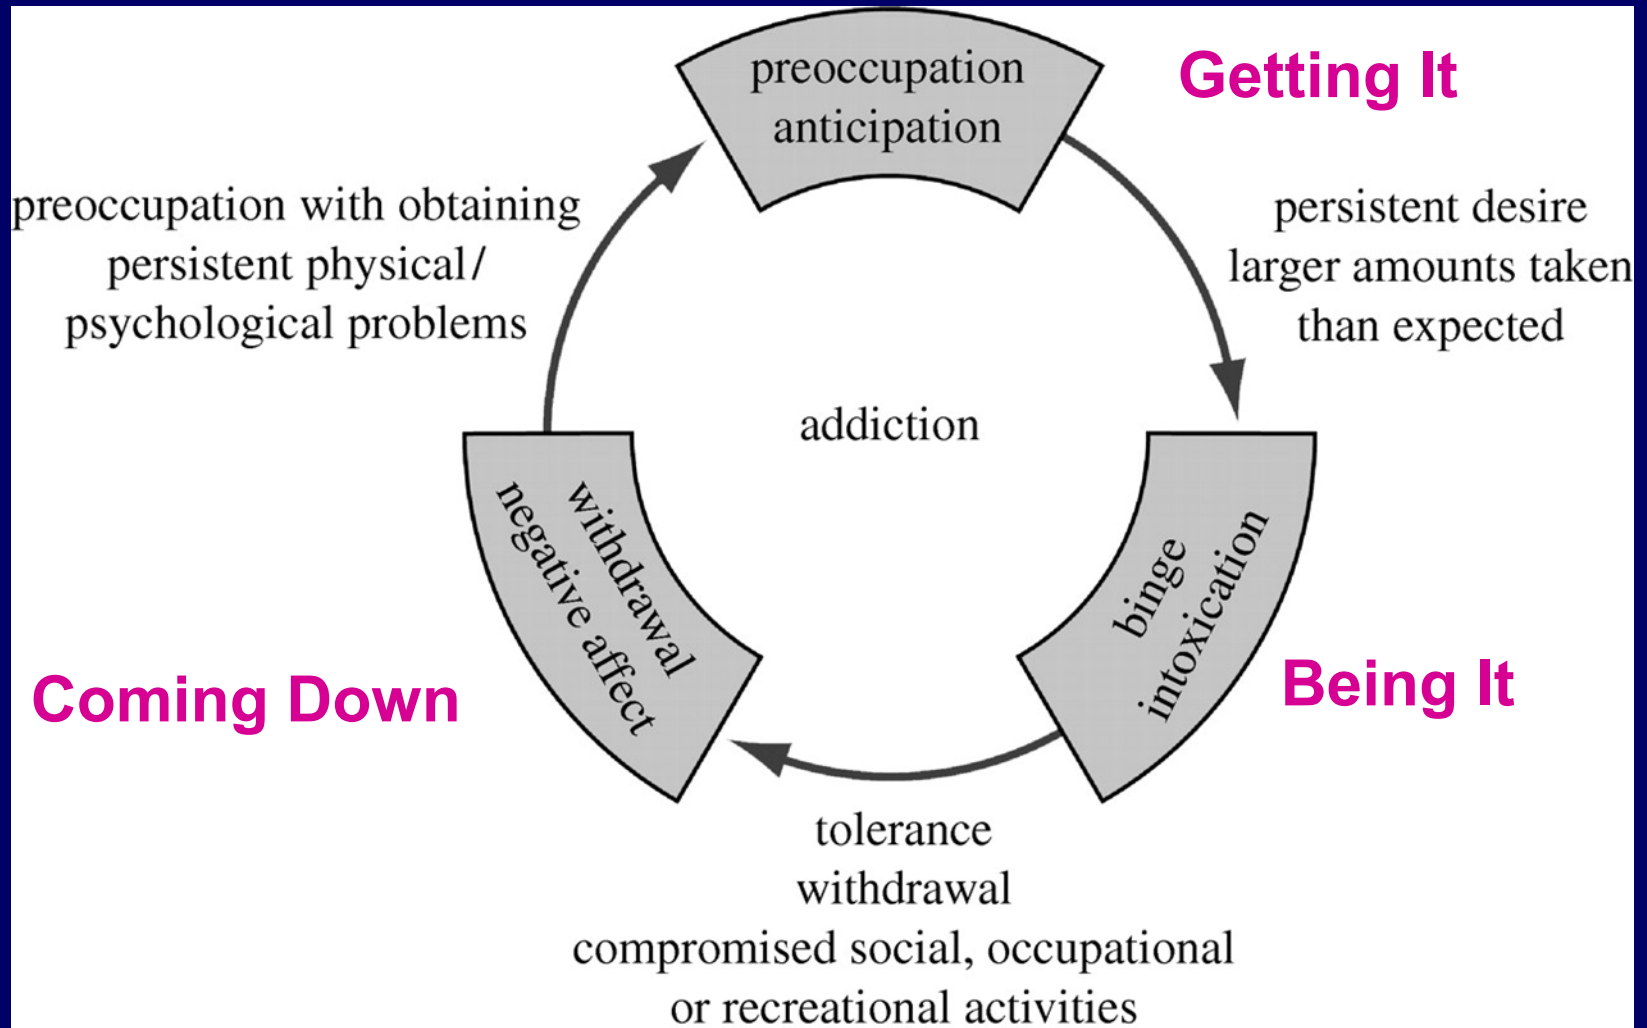 preoccupation
anticipation
Getting It
persistent desire
larger amounts taken
than expected
preoccupation with obtaining
persistent physical/
psychological problems
addiction
binge
intoxication
Being It
withdrawal
negative affect
Coming Down
tolerance
withdrawal
compromised social, occupational
or recreational activities